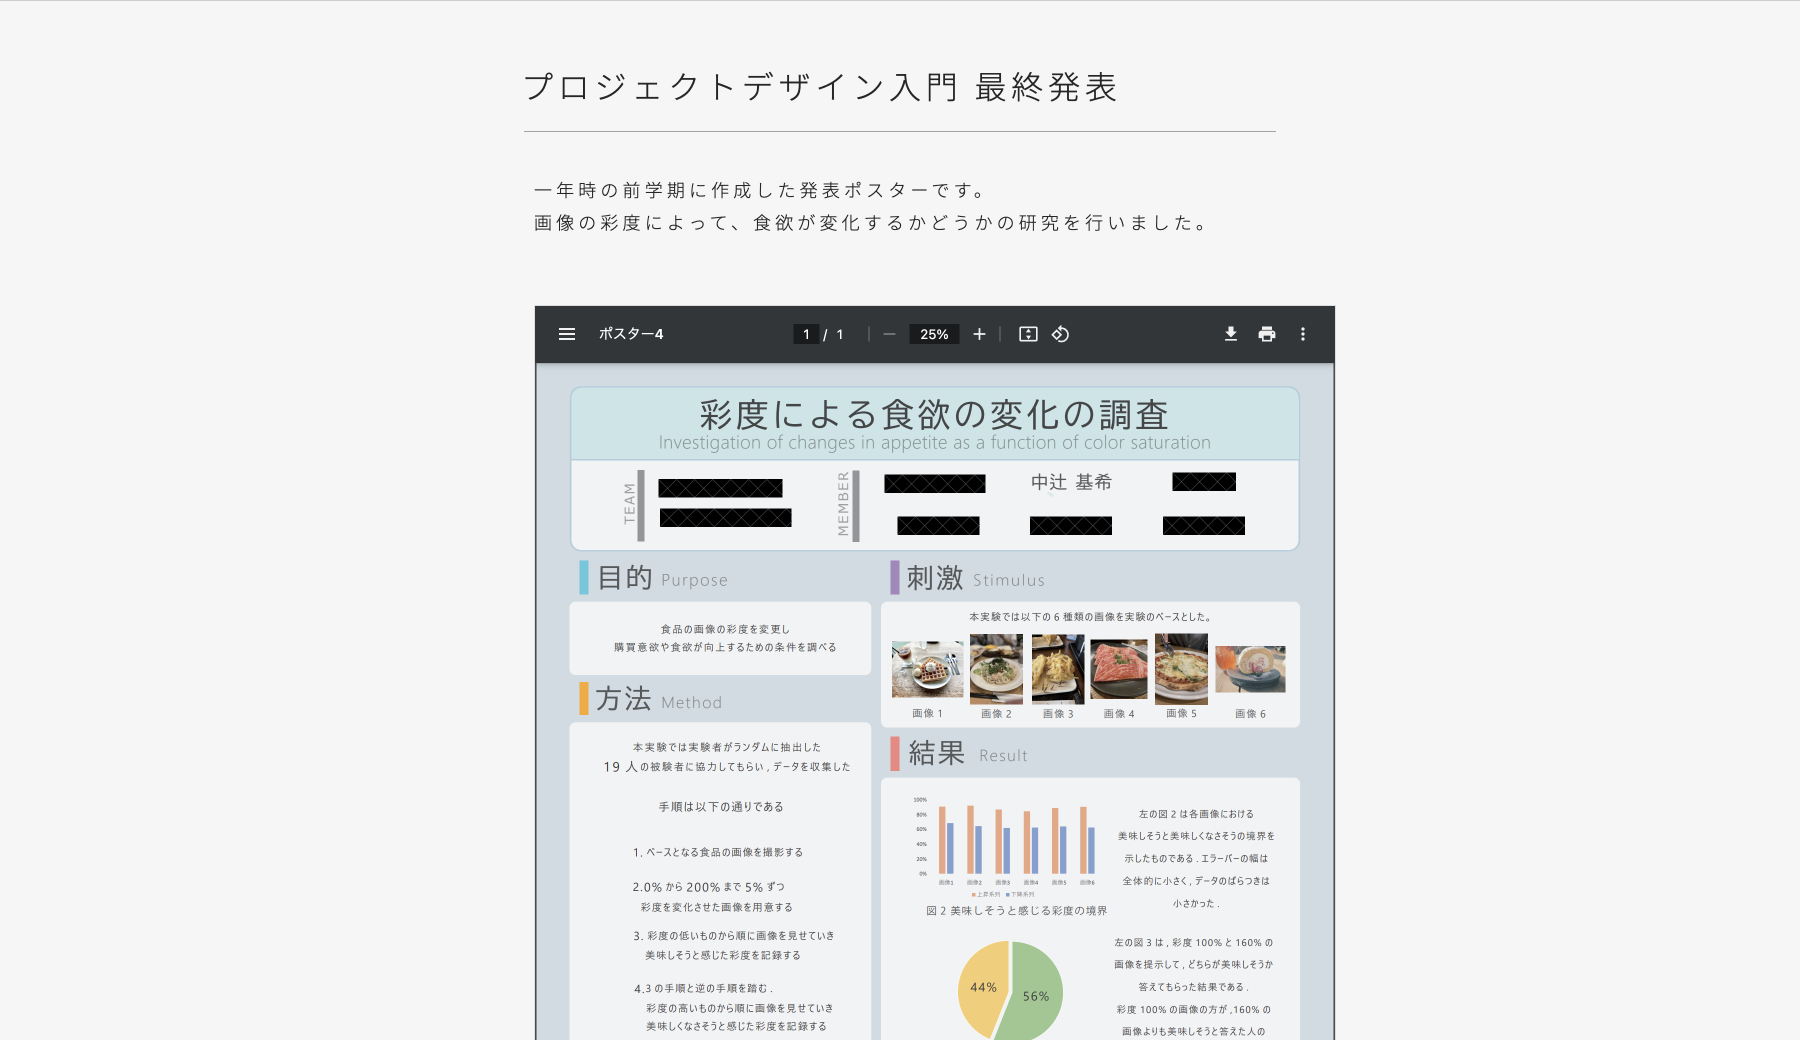 プロジェクトデザイン入門 最終発表
一年時の前学期に作成した発表ポスターです。
画像の彩度によって、食欲が変化するかどうかの研究を行いました。
ポスター4
1 / 1
25%
彩度による食欲の変化の調査
Investigation of changes in appetite as a function of color saturation
TEAM
MEMBER
中辻 基希
目的 Purpose
食品の画像の彩度を変更し
購買意欲や食欲が向上するための条件を調べる
方法 Method
本実験では実験者がランダムに抽出した
19 人の被験者に協力してもらい , データを収集した
手順は以下の通りである
1. ベースとなる食品の画像を撮影する
2.0% から 200% まで 5% ずつ
彩度を変化させた画像を用意する
3. 彩度の低いものから順に画像を見せていき
美味しそうと感じた彩度を記録する
4.3 の手順と逆の手順を踏む .
彩度の高いものから順に画像を見せていき
美味しくなさそうと感じた彩度を記録する
刺激 Stimulus
本実験では以下の 6 種類の画像を実験のベースとした。
画像 1
画像 2
画像 3
画像 4
画像 5
画像 6
結果 Result
100%
80%
60%
40%
20%
0%
画像1
画像2
画像3
画像4
画像5
画像6
上昇系列 下降系列
図 2 美味しそうと感じる彩度の境界
左の図 2 は各画像における
美味しそうと美味しくなさそうの境界を
示したものである . エラーバーの幅は
全体的に小さく , データのばらつきは
小さかった .
44%
56%
左の図 3 は , 彩度 100% と 160% の
画像を提示して , どちらが美味しそうか
答えてもらった結果である .
彩度 100% の画像の方が ,160% の
画像よりも美味しそうと答えた人の